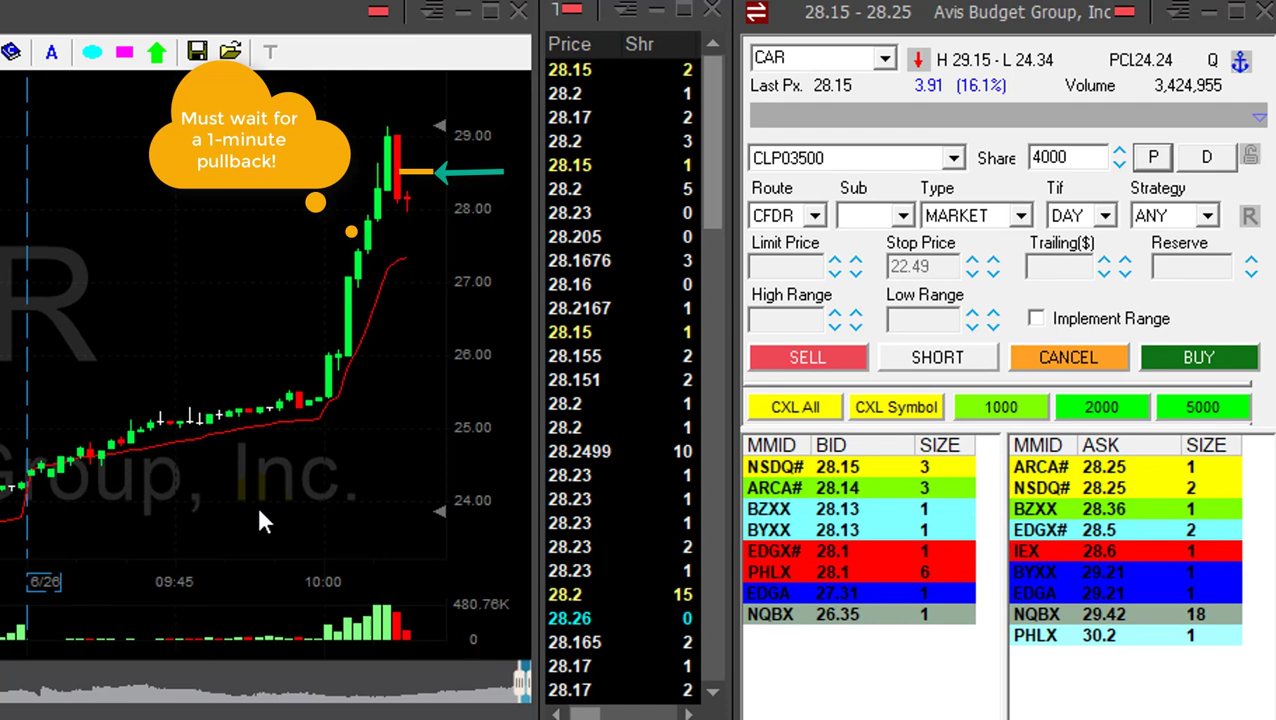 28.15 - 28.25 Avis Budget Group, Inc
A
T
Must wait for
a 1-minute
pullback!
29.00
28.00
27.00
26.00
25.00
24.00
R
Group, Inc.
6/26 09:45 10:00
480.76K
0
Price Shr
28.15 2
28.2 1
28.17 2
28.2 3
28.15 1
28.2 5
28.23 0
28.205 0
28.1676 3
28.16 0
28.2167 1
28.15 1
28.155 2
28.151 2
28.2 1
28.2 1
28.2499 10
28.23 1
28.23 1
28.23 1
28.23 2
28.23 1
28.2 15
28.26 0
28.165 2
28.17 1
28.17 2
CAR H 29.15 - L 24.34 PCL24.24 Q
Last Px. 28.15 3.91 (16.1%) Volume 3,424,955
CLP03500 Share 4000 P D
Route Sub Type Tif Strategy
CFDR MARKET DAY ANY R
Limit Price Stop Price Trailing($) Reserve
22.49
High Range Low Range
Implement Range
SELL SHORT CANCEL BUY
CXL All CXL Symbol 1000 2000 5000
MMID BID SIZE MMID ASK SIZE
NSDQ# 28.15 3 ARCA# 28.25 1
ARCA# 28.14 3 NSDQ# 28.25 2
BZXX 28.13 1 BZXX 28.36 1
BYXX 28.13 1 EDGX# 28.5 2
EDGX# 28.1 1 IEX 28.6 1
PHLX 28.1 6 BYXX 29.21 1
EDGA 27.31 1 EDGA 29.21 1
NQBX 26.35 1 NQBX 29.42 18
PHLX 30.2 1